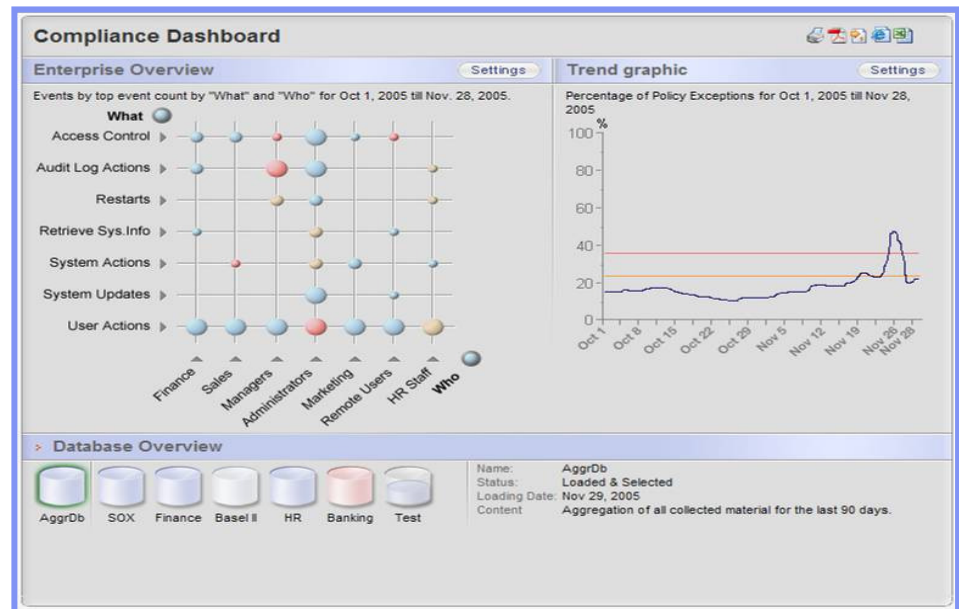 Compliance Dashboard
Enterprise Overview
Settings
Events by top event count by "What" and "Who" for Oct 1, 2005 till Nov. 28, 2005.
What
Access Control
Audit Log Actions
Restarts
Retrieve Sys.Info
System Actions
System Updates
User Actions
Finance
Sales
Managers
Administrators
Marketing
Remote Users
HR Staff
Who
Trend graphic
Settings
Percentage of Policy Exceptions for Oct 1, 2005 till Nov 28,
2005
%
100
80
60
40
20
0
Oct 1
Oct 8
Oct 15
Oct 22
Oct 29
Nov 5
Nov 12
Nov 19
Nov 26
Nov 28
Database Overview
AggrDb
SOX
Finance
Basel II
HR
Banking
Test
Name: AggrDb
Status: Loaded & Selected
Loading Date: Nov 29, 2005
Content Aggregation of all collected material for the last 90 days.